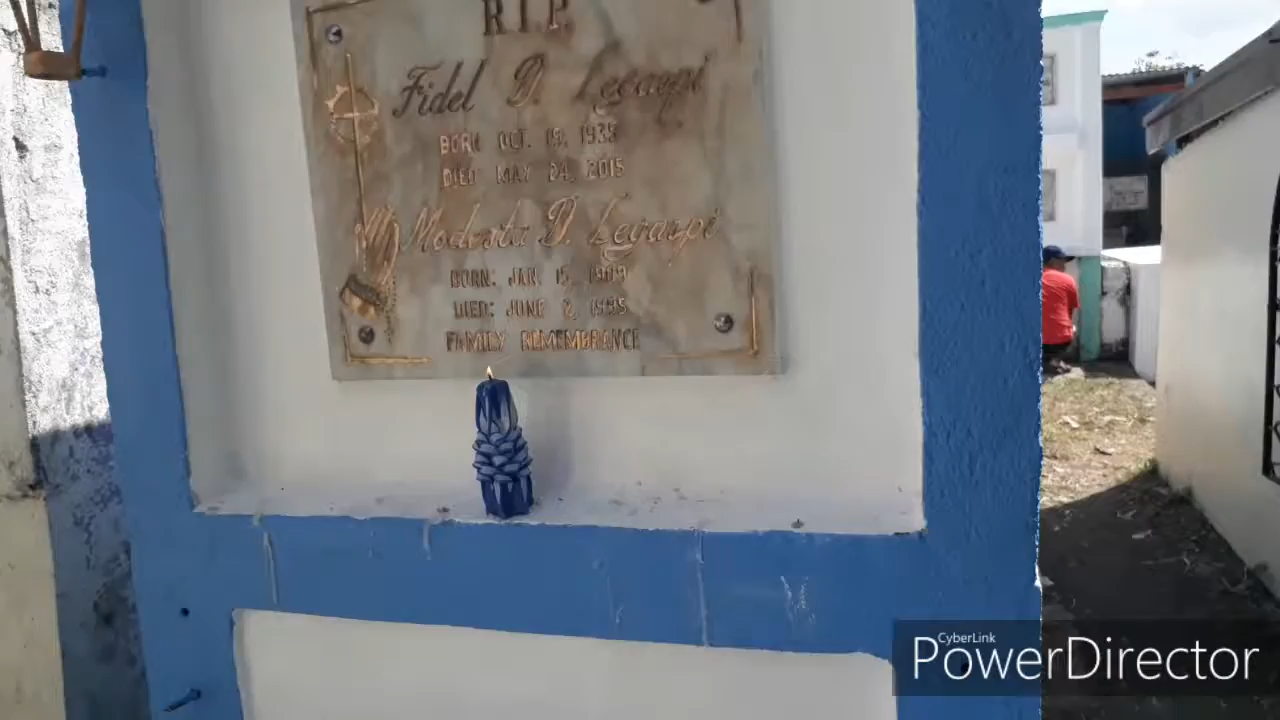 R.I.P.
Fidel D. Legazpi
BORN OCT. 19, 1935
DIED MAY 24, 2015
Modesta D. Legazpi
BORN: JAN. 15, 1909
DIED: JUNE 2, 1995
FAMILY REMEMBRANCE
CyberLink
PowerDirector